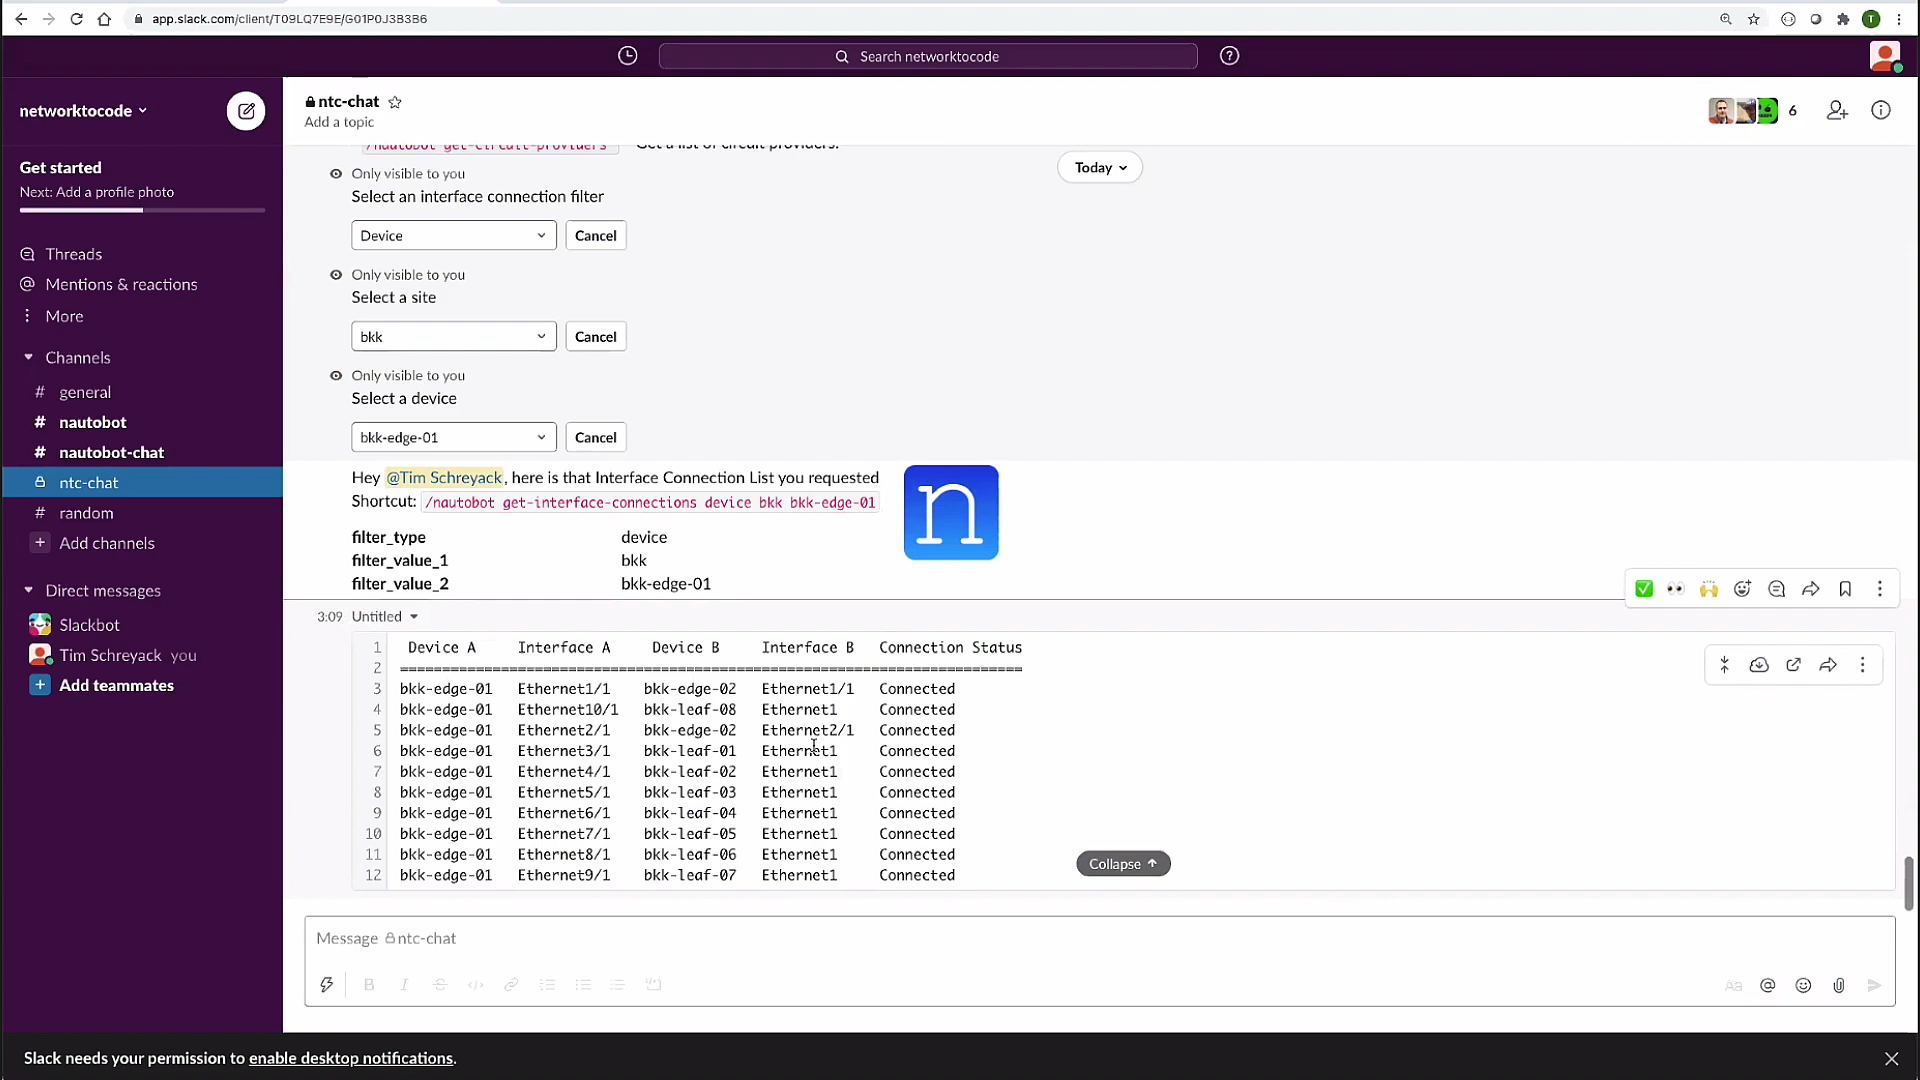 app.slack.com/client/T09LQ7E9E/G01P0J3B3B6
T
Search networktocode
networktocode
ntc-chat
Add a topic
6
Get started
Next: Add a profile photo
Threads
Mentions & reactions
More
Channels
# general
# nautobot
# nautobot-chat
ntc-chat
# random
+ Add channels
Direct messages
Slackbot
Tim Schreyack you
+ Add teammates
/nautobot get-circuit-providers Get a list of circuit providers.
Today
Only visible to you
Select an interface connection filter
Device Cancel
Only visible to you
Select a site
bkk Cancel
Only visible to you
Select a device
bkk-edge-01 Cancel
Hey @Tim Schreyack, here is that Interface Connection List you requested
Shortcut: /nautobot get-interface-connections device bkk bkk-edge-01
n
filter_type device
filter_value_1 bkk
filter_value_2 bkk-edge-01
3:09 Untitled
1 Device A Interface A Device B Interface B Connection Status
2 ==========================================================================
3 bkk-edge-01 Ethernet1/1 bkk-edge-02 Ethernet1/1 Connected
4 bkk-edge-01 Ethernet10/1 bkk-leaf-08 Ethernet1 Connected
5 bkk-edge-01 Ethernet2/1 bkk-edge-02 Ethernet2/1 Connected
6 bkk-edge-01 Ethernet3/1 bkk-leaf-01 Ethernet1 Connected
7 bkk-edge-01 Ethernet4/1 bkk-leaf-02 Ethernet1 Connected
8 bkk-edge-01 Ethernet5/1 bkk-leaf-03 Ethernet1 Connected
9 bkk-edge-01 Ethernet6/1 bkk-leaf-04 Ethernet1 Connected
10 bkk-edge-01 Ethernet7/1 bkk-leaf-05 Ethernet1 Connected
11 bkk-edge-01 Ethernet8/1 bkk-leaf-06 Ethernet1 Connected
12 bkk-edge-01 Ethernet9/1 bkk-leaf-07 Ethernet1 Connected
Collapse ↑
Message ntc-chat
B I S Aa @
Slack needs your permission to enable desktop notifications.